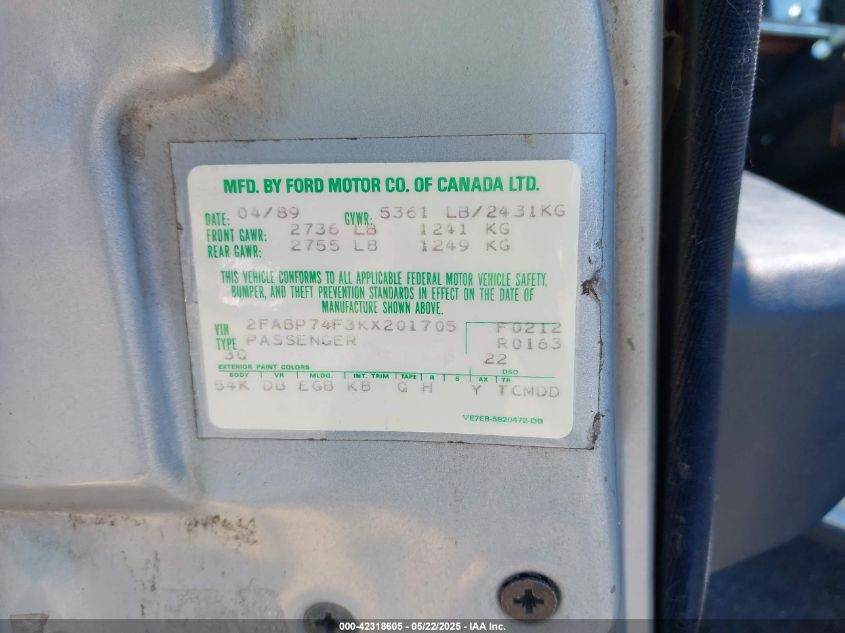 MFD. BY FORD MOTOR CO. OF CANADA LTD.
DATE: 04/89 GVWR: 5361 LB/2431KG
FRONT GAWR: 2736 LB 1241 KG
REAR GAWR: 2755 LB 1249 KG
THIS VEHICLE CONFORMS TO ALL APPLICABLE FEDERAL MOTOR VEHICLE SAFETY,
BUMPER, AND THEFT PREVENTION STANDARDS IN EFFECT ON THE DATE OF
MANUFACTURE SHOWN ABOVE.
VIN 2FABP74F3KX201705 F0212
TYPE PASSENGER R0163
3Q 22
EXTERIOR PAINT COLORS DSO
BODY VR MLDG. INT. TRIM TAPE R S AX TR
54K DB EGB KB G H Y TCMDD
VE7EB-5820472-DB
000-42318605 - 05/22/2025 - IAA Inc.